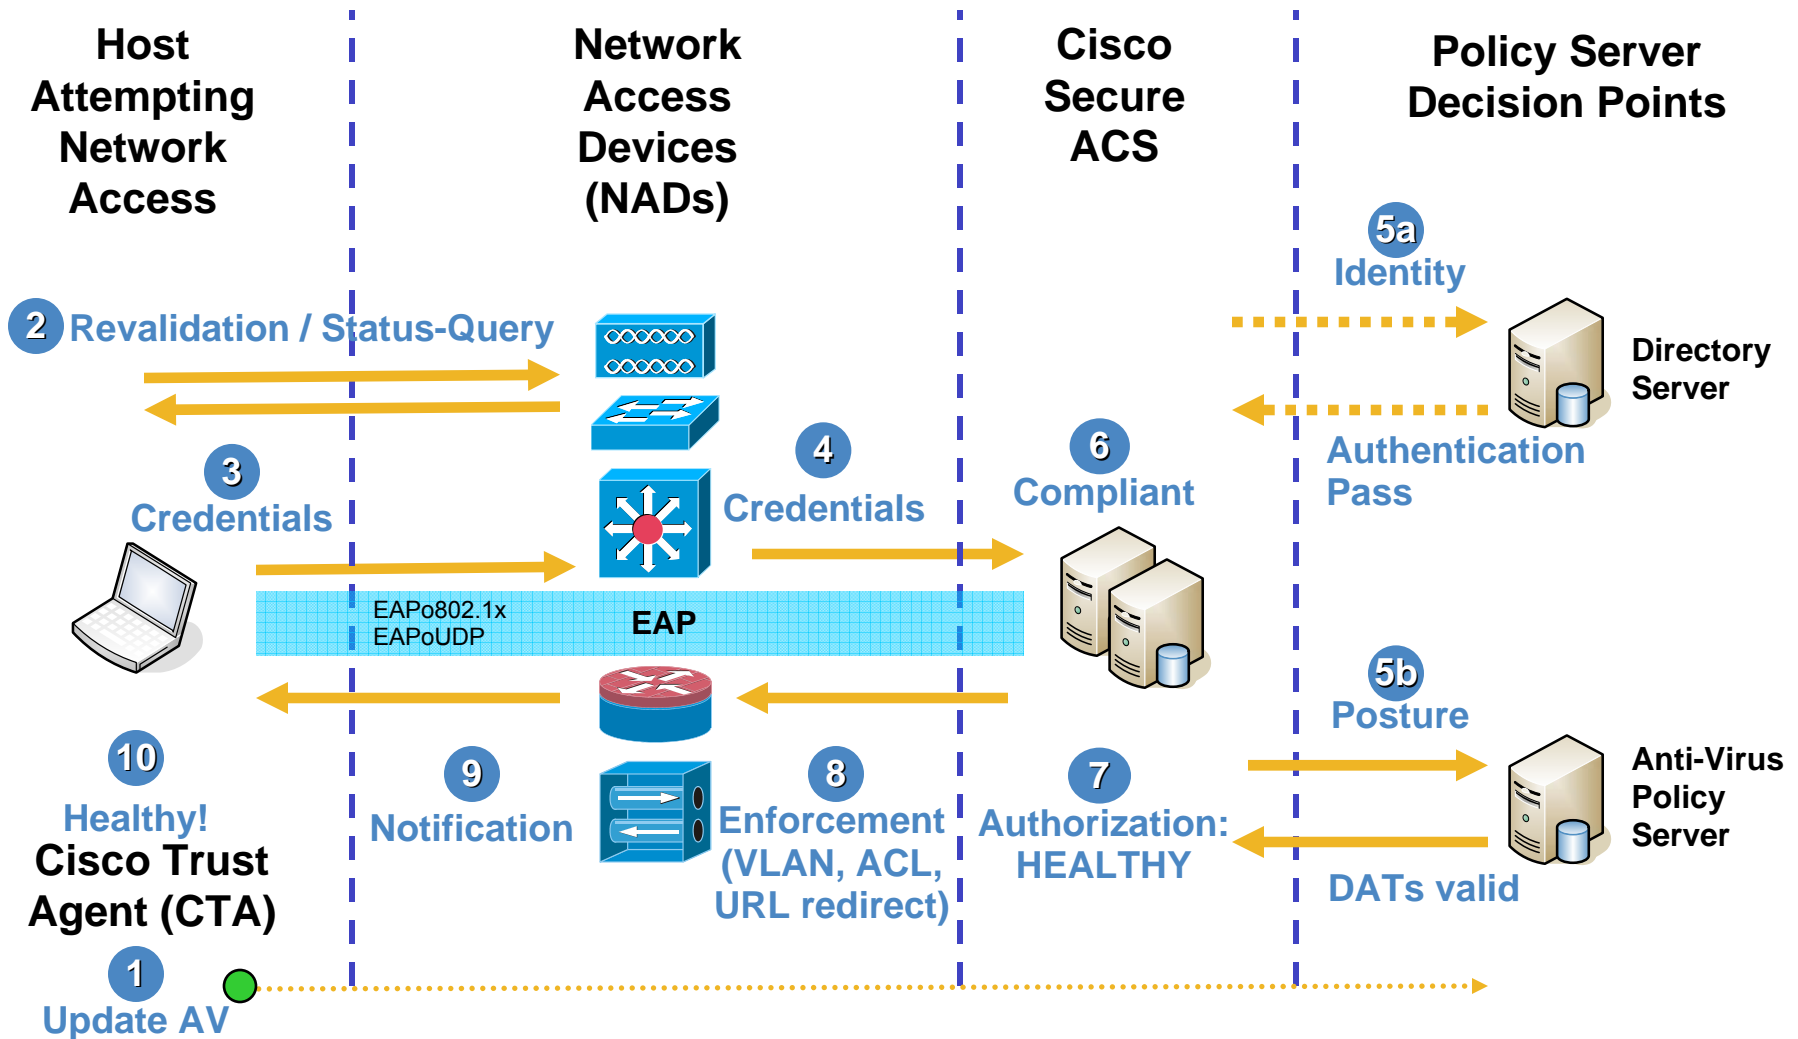 Host
Attempting
Network
Access
Network
Access
Devices
(NADs)
Cisco
Secure
ACS
Policy Server
Decision Points
5a
Identity
2 Revalidation / Status-Query
Directory
Server
Authentication
Pass
3
Credentials
4
Credentials
6
Compliant
EAPo802.1x
EAPoUDP
EAP
5b
Posture
Anti-Virus
Policy
Server
DATs valid
10
Healthy!
Cisco Trust
Agent (CTA)
9
Notification
8
Enforcement
(VLAN, ACL,
URL redirect)
7
Authorization:
HEALTHY
1
Update AV